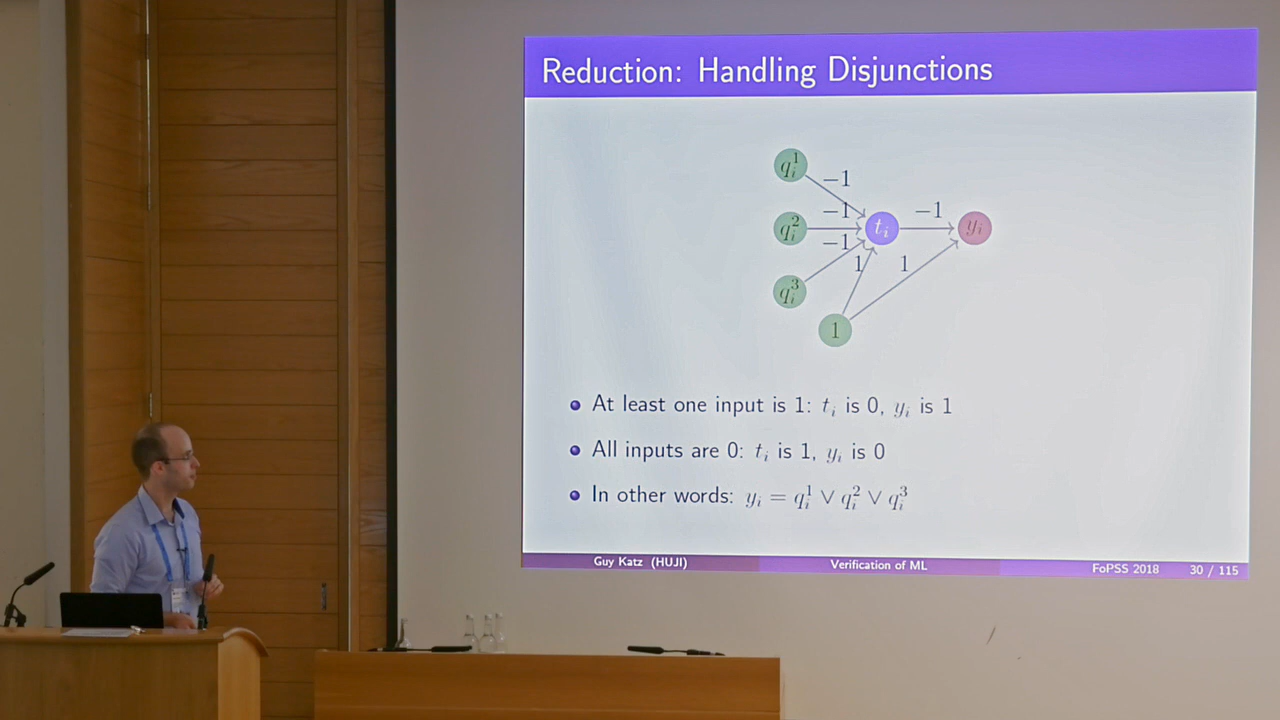 Reduction: Handling Disjunctions
q_i^1
−1
q_i^2
−1
t_i
−1
y_i
−1
q_i^3
1
1
1
At least one input is 1: t_i is 0, y_i is 1
All inputs are 0: t_i is 1, y_i is 0
In other words: y_i = q_i^1 ∨ q_i^2 ∨ q_i^3
Guy Katz (HUJI) Verification of ML FoPSS 2018 30 / 115